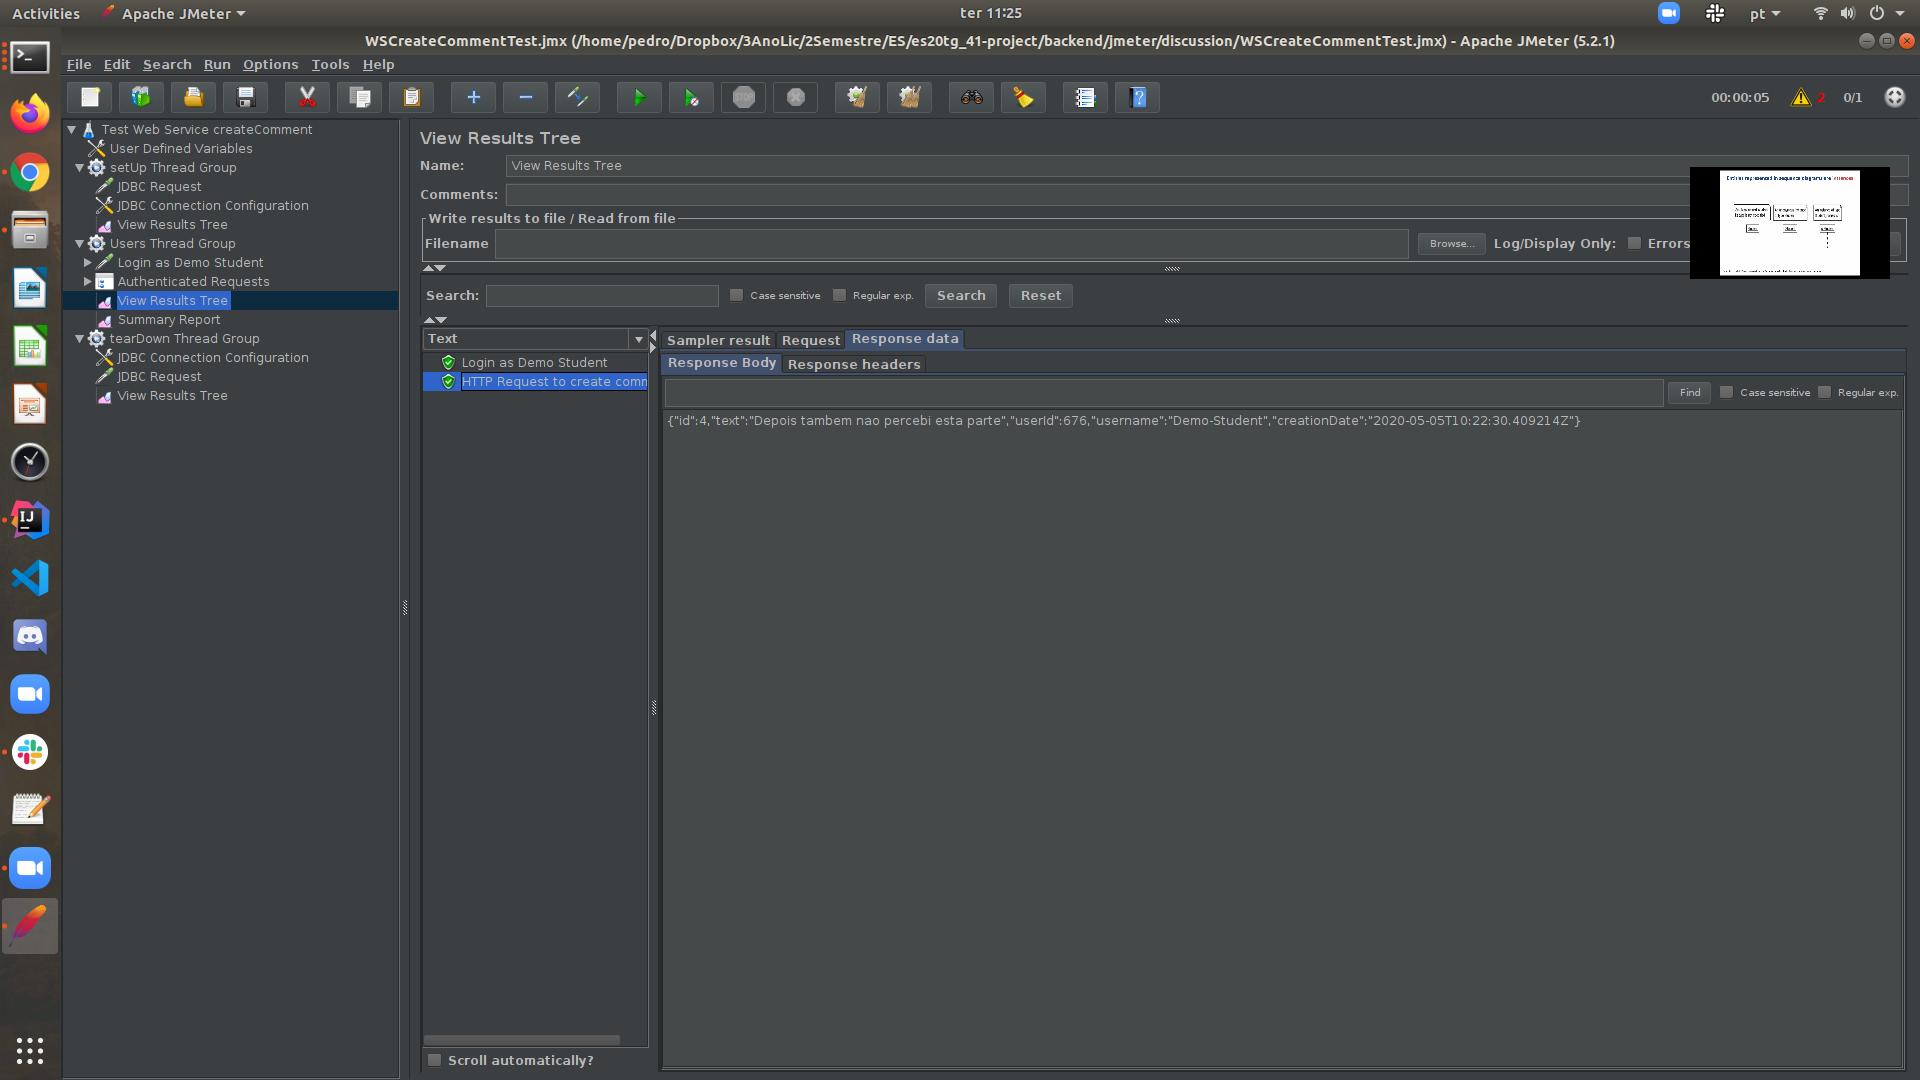 Activities
Apache JMeter
ter 11:25
pt
WSCreateCommentTest.jmx (/home/pedro/Dropbox/3AnoLic/2Semestre/ES/es20tg_41-project/backend/jmeter/discussion/WSCreateCommentTest.jmx) - Apache JMeter (5.2.1)
File Edit Search Run Options Tools Help
00:00:05 2 0/1
Test Web Service createComment
User Defined Variables
setUp Thread Group
JDBC Request
JDBC Connection Configuration
View Results Tree
Users Thread Group
Login as Demo Student
Authenticated Requests
View Results Tree
Summary Report
tearDown Thread Group
JDBC Connection Configuration
JDBC Request
View Results Tree
View Results Tree
Name: View Results Tree
Comments:
Write results to file / Read from file
Filename Browse... Log/Display Only: Errors
Search: Case sensitive Regular exp. Search Reset
Text
Login as Demo Student
HTTP Request to create comm
Scroll automatically?
Sampler result Request Response data
Response Body Response headers
Find Case sensitive Regular exp.
{"id":4,"text":"Depois tambem nao percebi esta parte","userId":676,"username":"Demo-Student","creationDate":"2020-05-05T10:22:30.409214Z"}